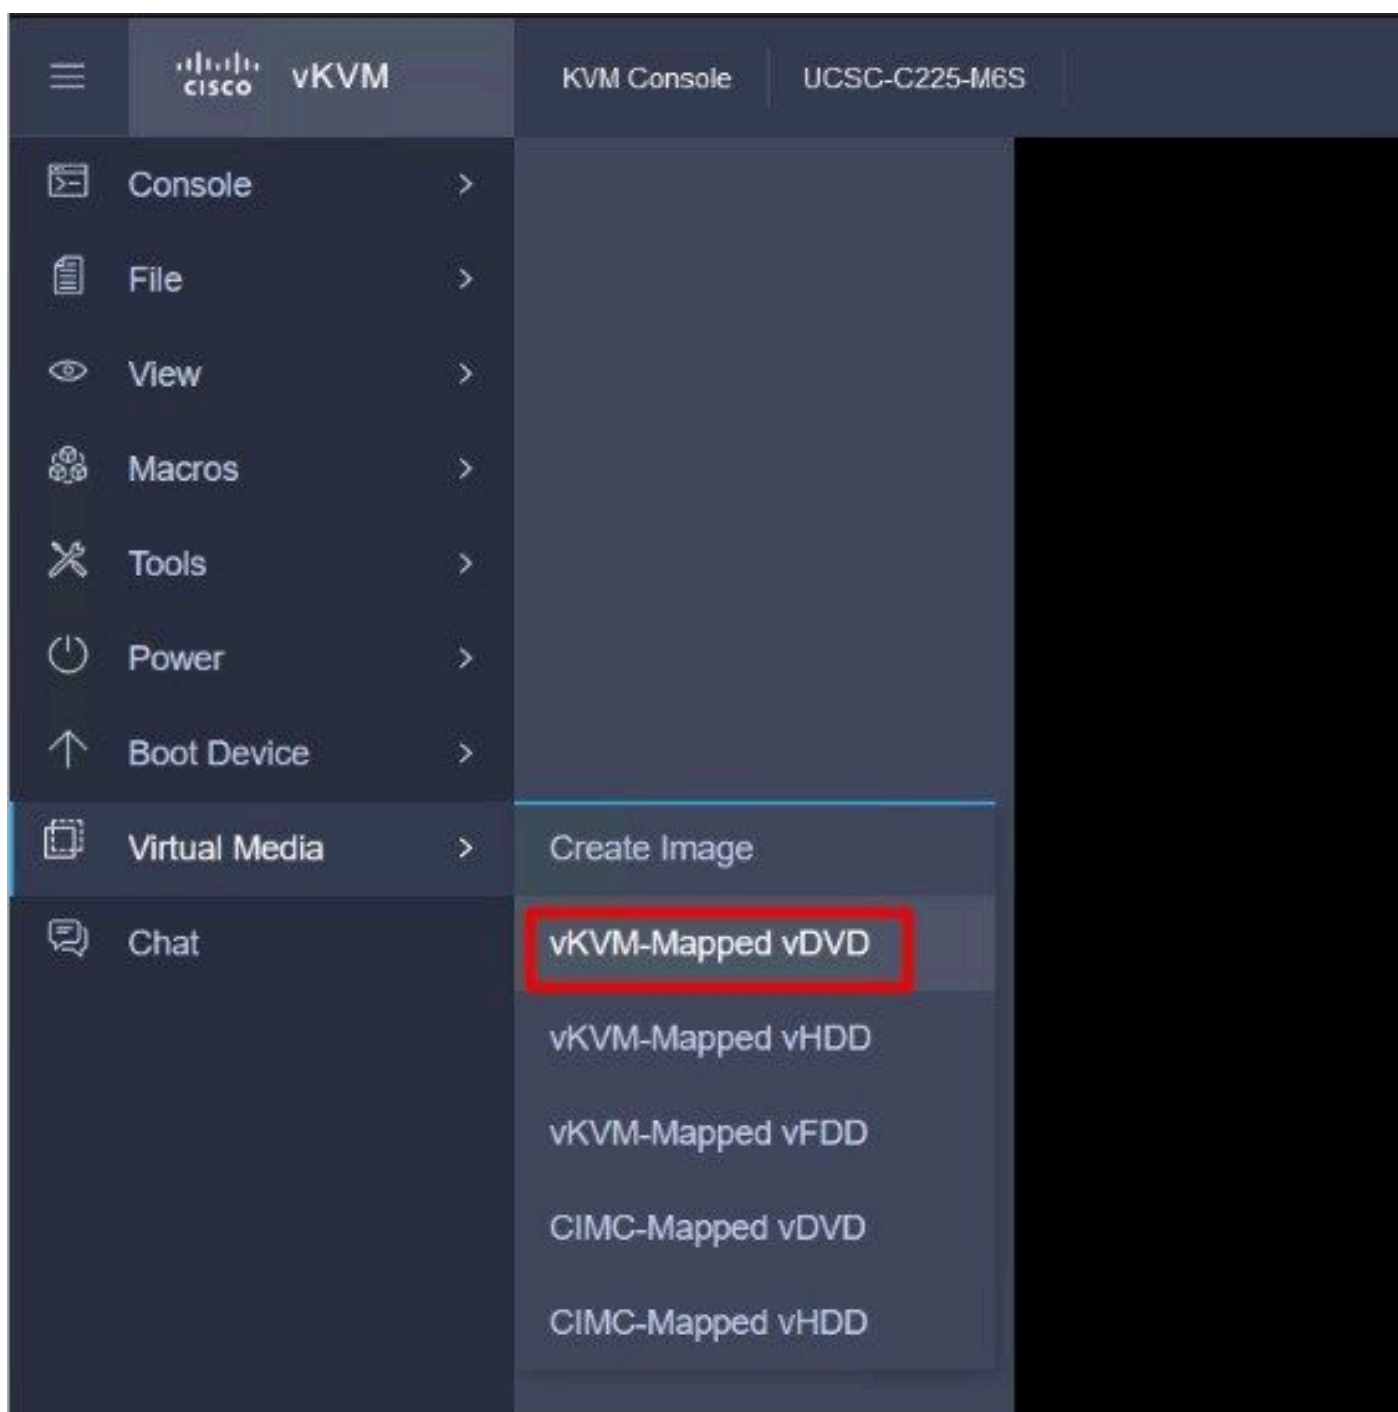 cisco vKVM KVM Console UCSC-C225-M6S
Console
File
View
Macros
Tools
Power
Boot Device
Virtual Media
Create Image
Chat
vKVM-Mapped vDVD
vKVM-Mapped vHDD
vKVM-Mapped vFDD
CIMC-Mapped vDVD
CIMC-Mapped vHDD